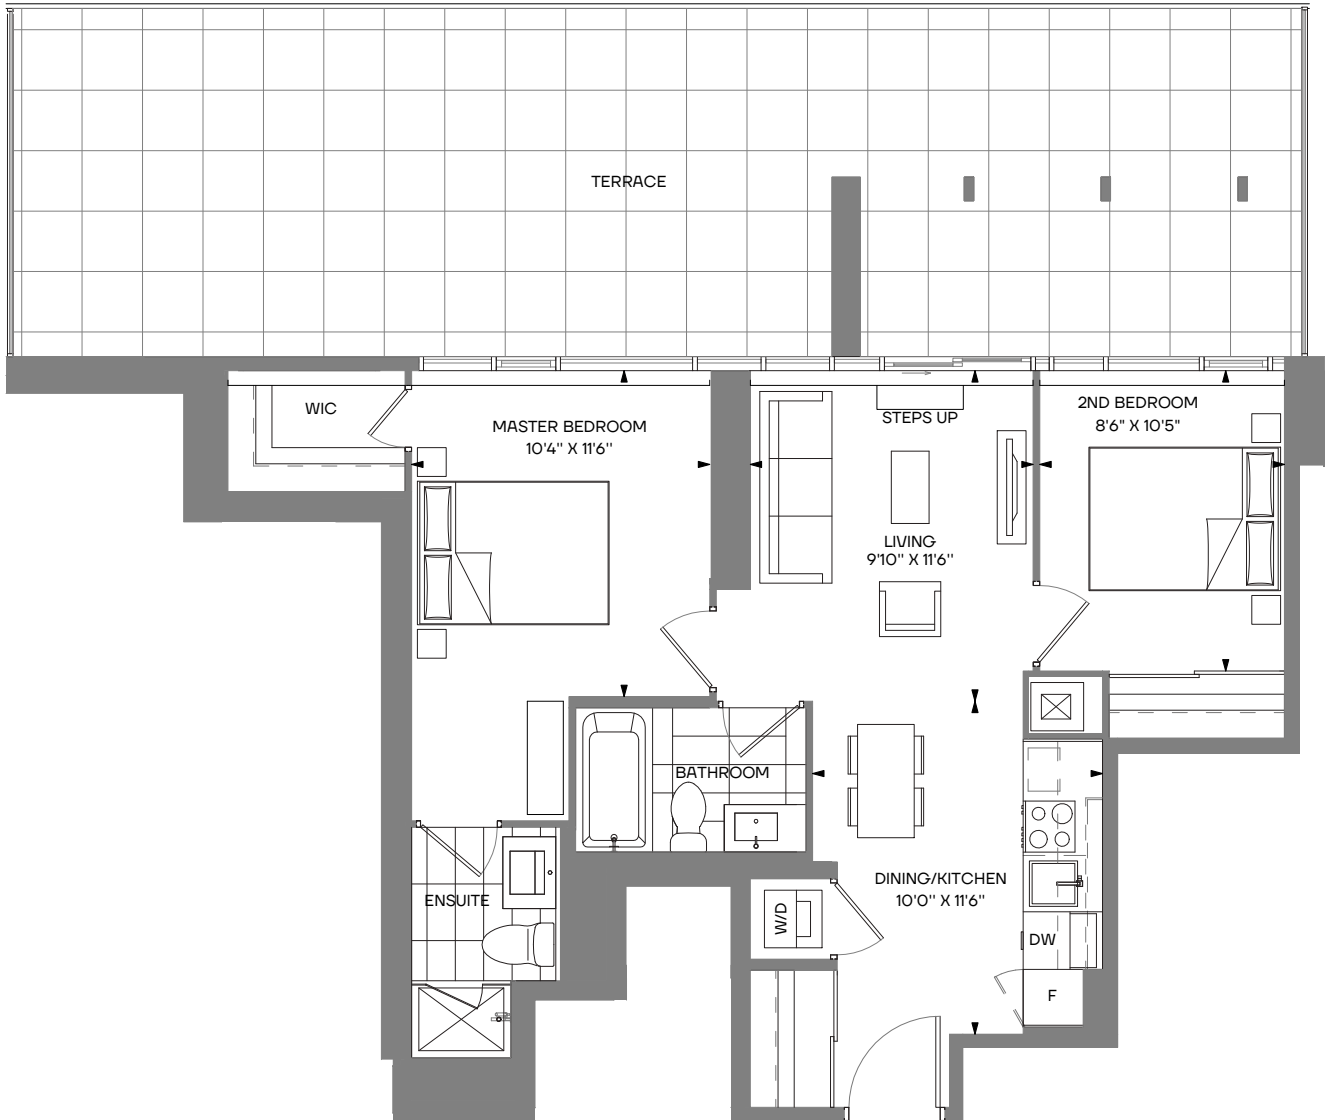 TERRACE
WIC
MASTER BEDROOM
10'4" X 11'6"
STEPS UP
2ND BEDROOM
8'6" X 10'5"
LIVING
9'10" X 11'6"
BATHROOM
ENSUITE
W/D
DINING/KITCHEN
10'0" X 11'6"
DW
F